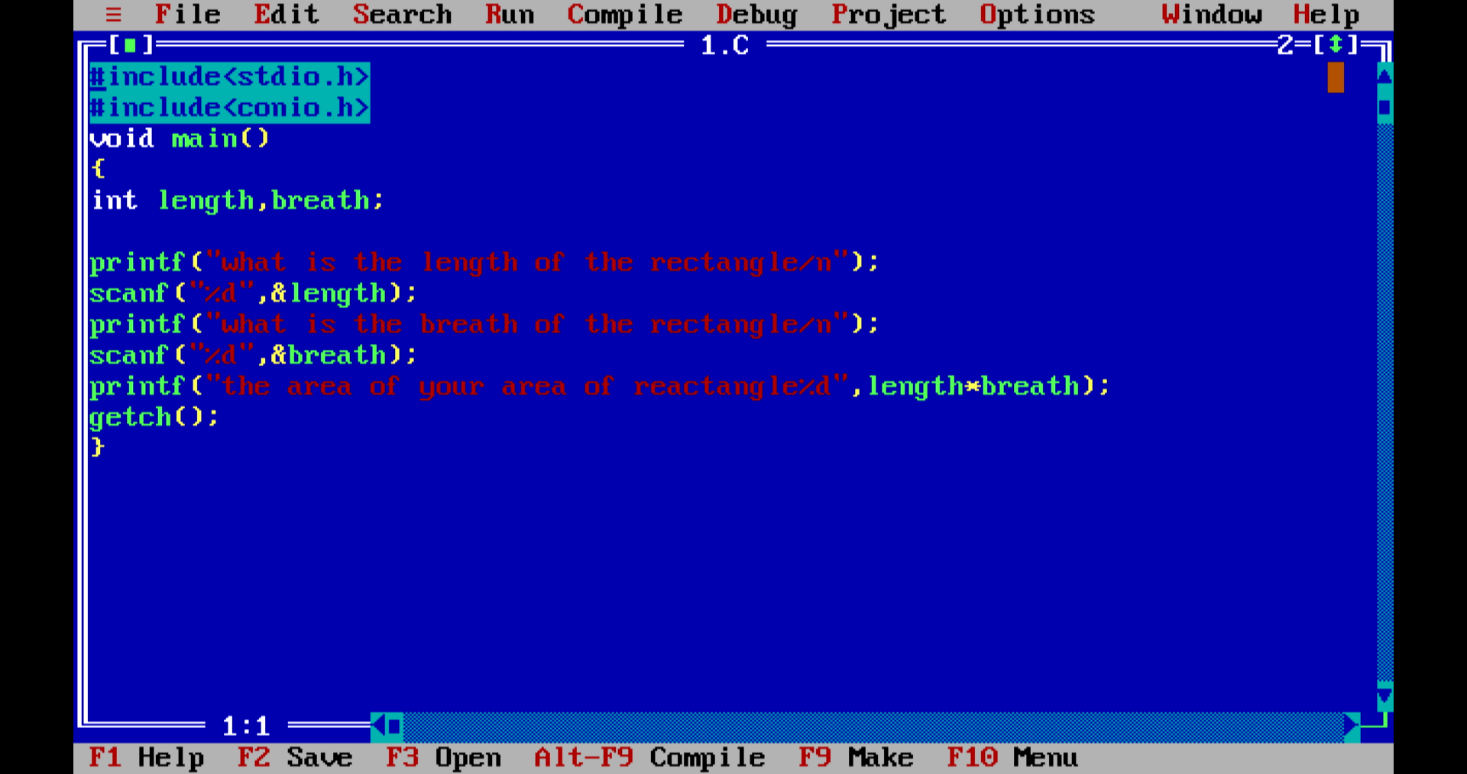 ≡ File Edit Search Run Compile Debug Project Options Window Help
[■] 1.C 2=[↕]
#include<stdio.h>
#include<conio.h>
void main()
{
int length,breath;
printf("what is the length of the rectangle/n");
scanf("%d",&length);
printf("what is the breath of the rectangle/n");
scanf("%d",&breath);
printf("the area of your area of reactangle%d",length*breath);
getch();
}
1:1
F1 Help F2 Save F3 Open Alt-F9 Compile F9 Make F10 Menu